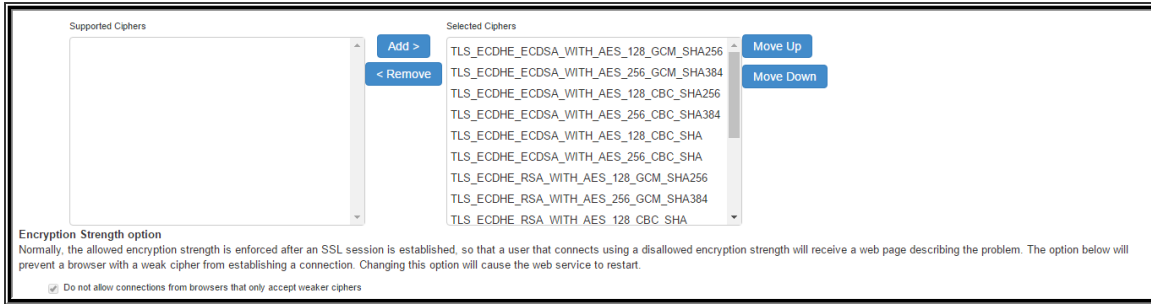 Supported Ciphers
Selected Ciphers
Add >
< Remove
TLS_ECDHE_ECDSA_WITH_AES_128_GCM_SHA256
TLS_ECDHE_ECDSA_WITH_AES_256_GCM_SHA384
TLS_ECDHE_ECDSA_WITH_AES_128_CBC_SHA256
TLS_ECDHE_ECDSA_WITH_AES_256_CBC_SHA384
TLS_ECDHE_ECDSA_WITH_AES_128_CBC_SHA
TLS_ECDHE_ECDSA_WITH_AES_256_CBC_SHA
TLS_ECDHE_RSA_WITH_AES_128_GCM_SHA256
TLS_ECDHE_RSA_WITH_AES_256_GCM_SHA384
TLS_ECDHE_RSA_WITH_AES_128_CBC_SHA
Move Up
Move Down
Encryption Strength option
Normally, the allowed encryption strength is enforced after an SSL session is established, so that a user that connects using a disallowed encryption strength will receive a web page describing the problem. The option below will
prevent a browser with a weak cipher from establishing a connection. Changing this option will cause the web service to restart.
Do not allow connections from browsers that only accept weaker ciphers